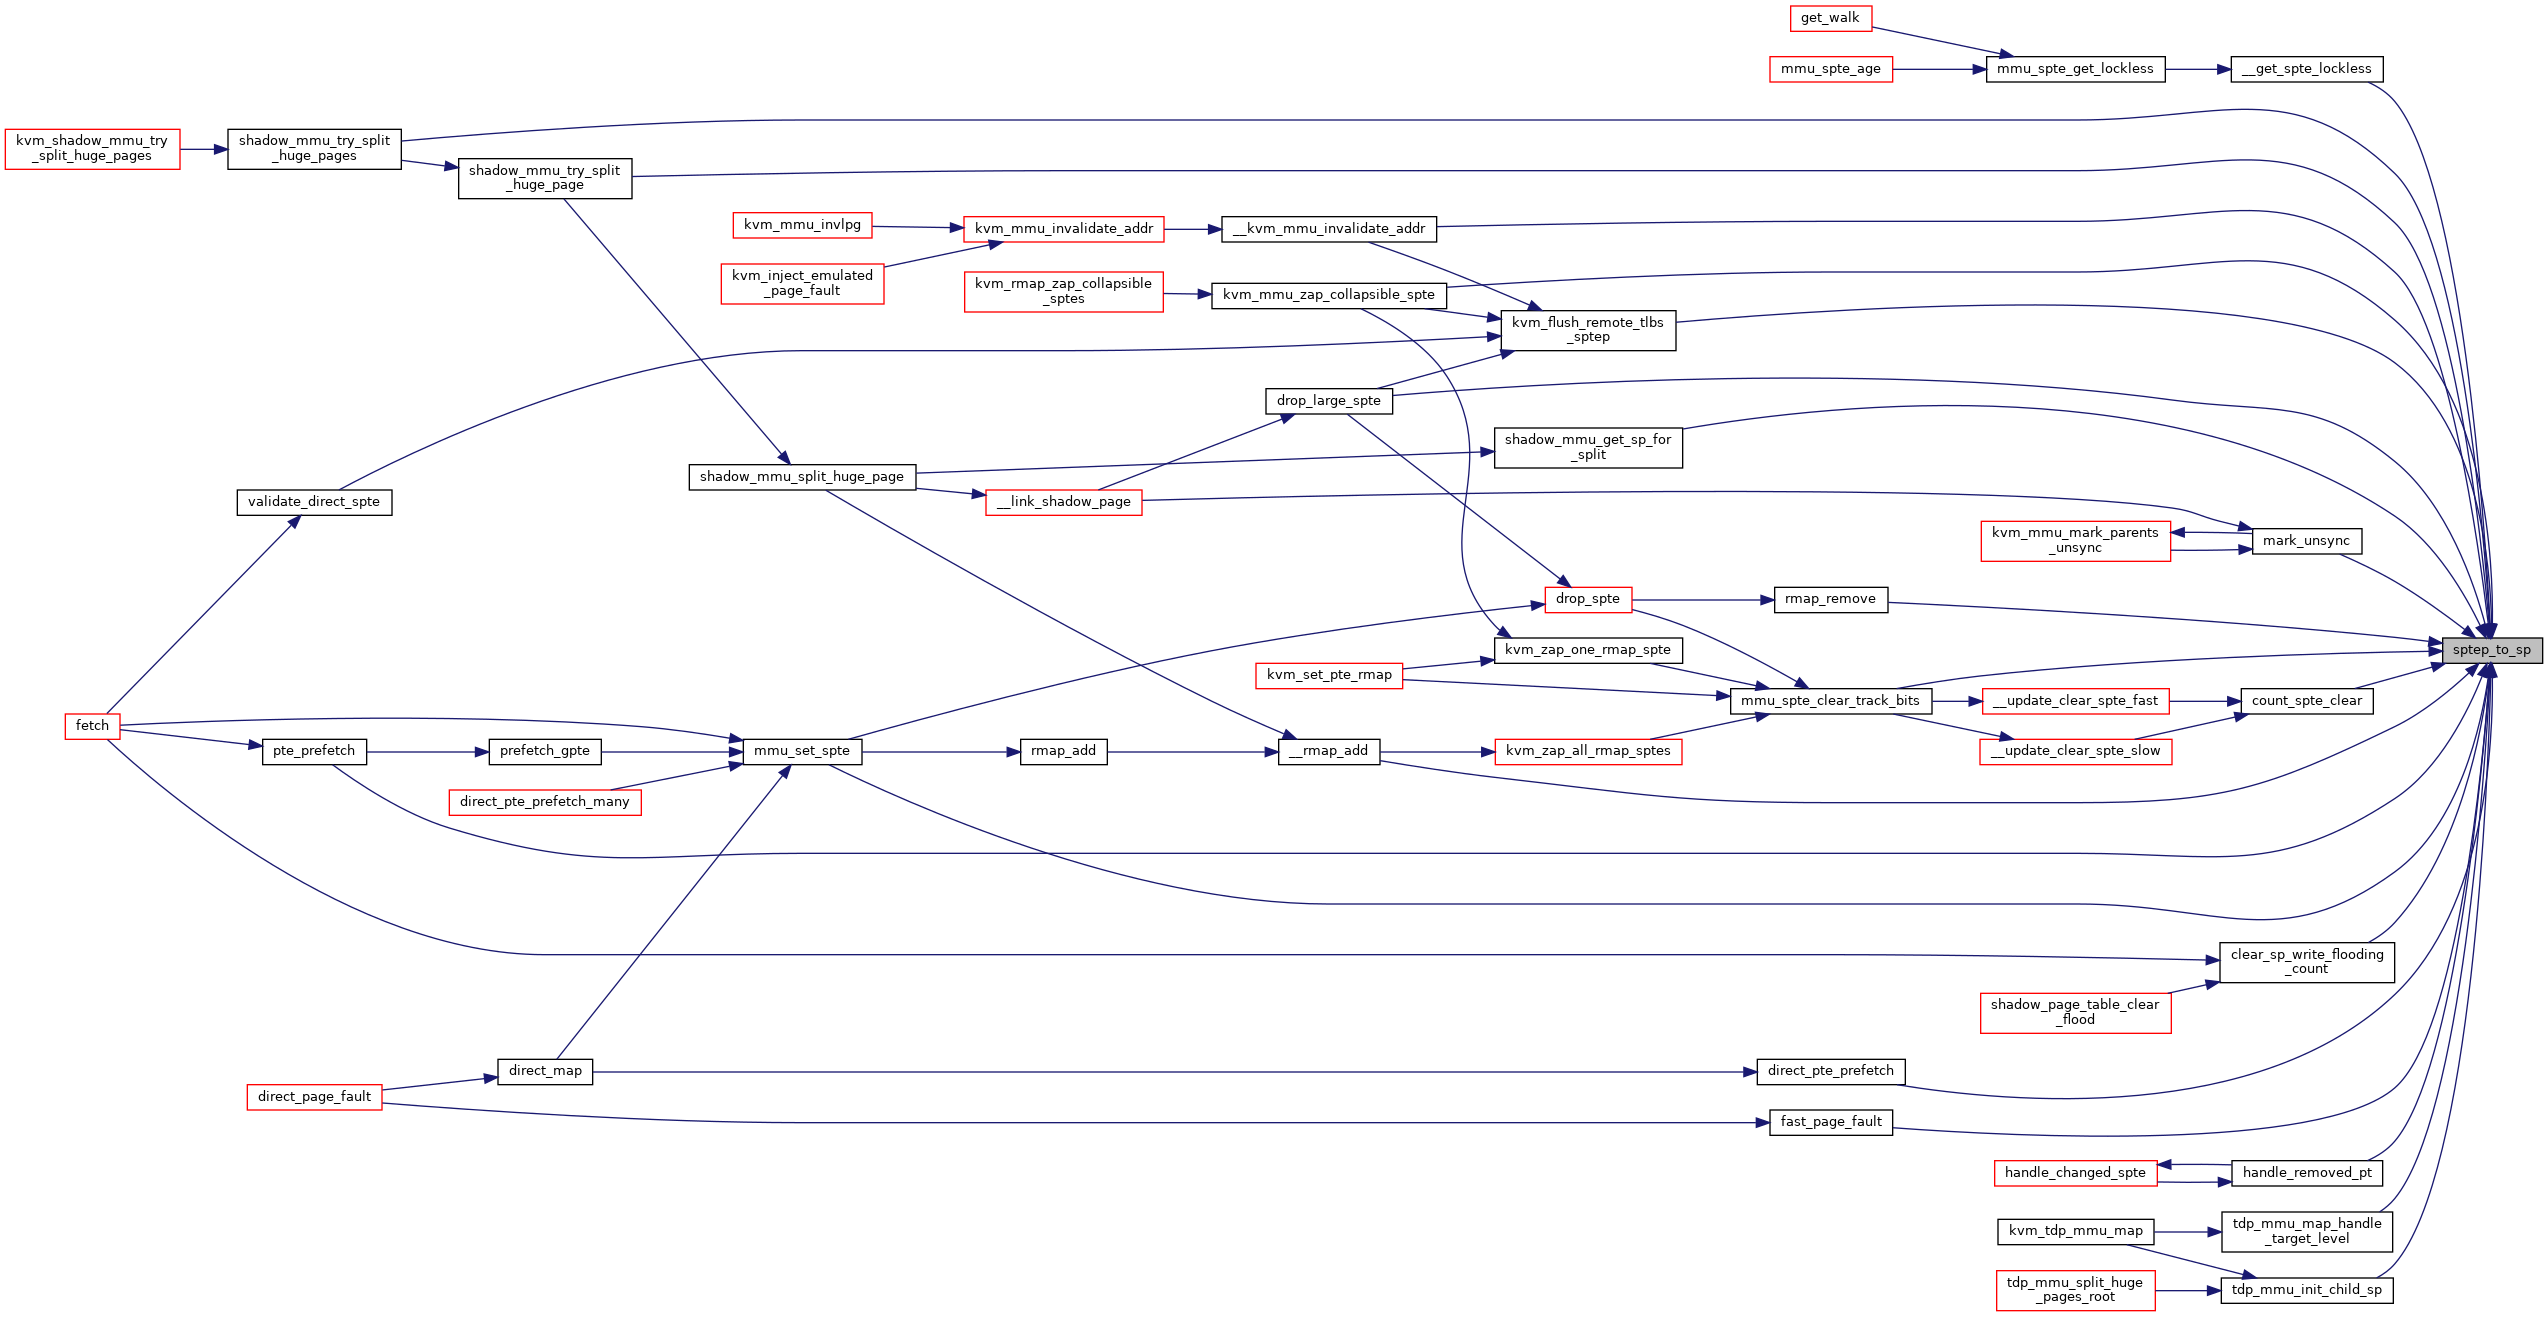 get_walk
mmu_spte_age
mmu_spte_get_lockless
__get_spte_lockless
kvm_shadow_mmu_try
_split_huge_pages
shadow_mmu_try_split
_huge_pages
shadow_mmu_try_split
_huge_page
kvm_mmu_invlpg
kvm_mmu_invalidate_addr
__kvm_mmu_invalidate_addr
kvm_inject_emulated
_page_fault
kvm_rmap_zap_collapsible
_sptes
kvm_mmu_zap_collapsible_spte
kvm_flush_remote_tlbs
_sptep
drop_large_spte
shadow_mmu_get_sp_for
_split
shadow_mmu_split_huge_page
validate_direct_spte
__link_shadow_page
kvm_mmu_mark_parents
_unsync
mark_unsync
drop_spte
rmap_remove
kvm_zap_one_rmap_spte
sptep_to_sp
kvm_set_pte_rmap
mmu_spte_clear_track_bits
__update_clear_spte_fast
count_spte_clear
fetch
pte_prefetch
prefetch_gpte
mmu_set_spte
rmap_add
__rmap_add
kvm_zap_all_rmap_sptes
__update_clear_spte_slow
direct_pte_prefetch_many
clear_sp_write_flooding
_count
shadow_page_table_clear
_flood
direct_map
direct_pte_prefetch
direct_page_fault
fast_page_fault
handle_changed_spte
handle_removed_pt
kvm_tdp_mmu_map
tdp_mmu_map_handle
_target_level
tdp_mmu_split_huge
_pages_root
tdp_mmu_init_child_sp